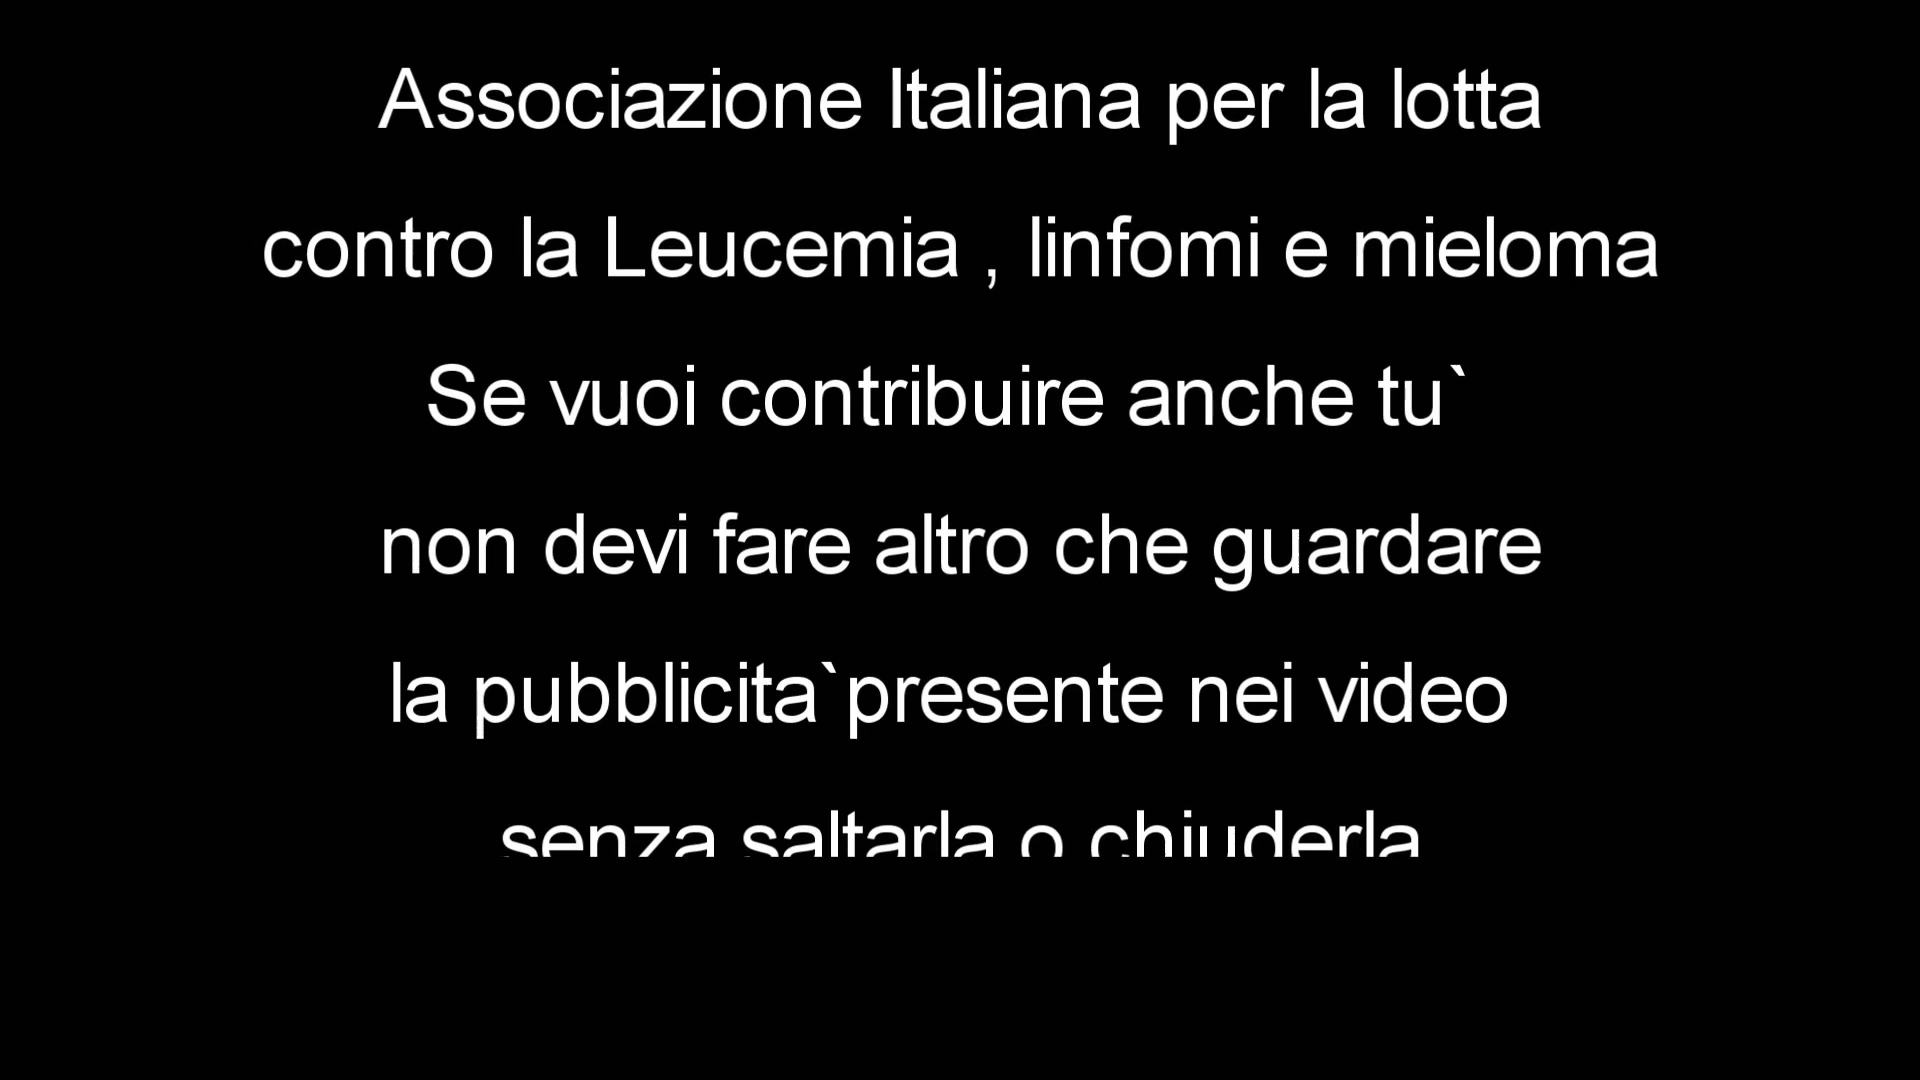 Associazione Italiana per la lotta
contro la Leucemia , linfomi e mieloma
Se vuoi contribuire anche tu`
non devi fare altro che guardare
la pubblicita`presente nei video
senza saltarla o chiuderla